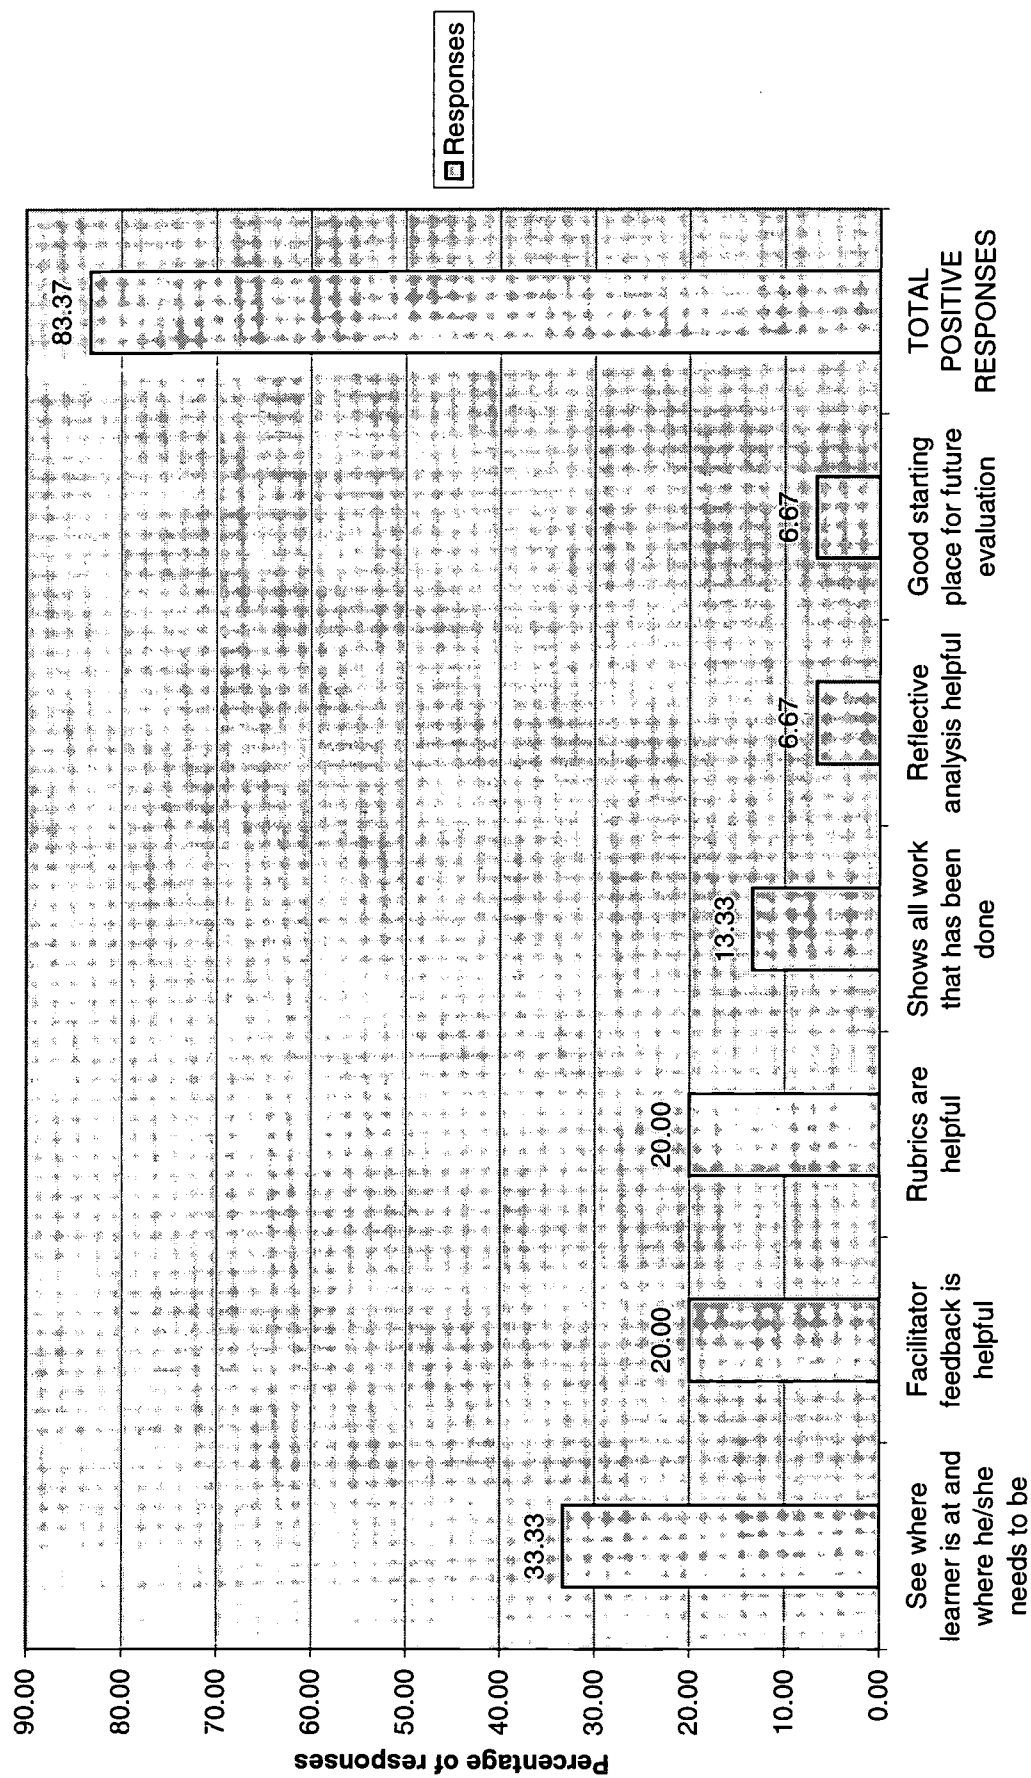 Percentage of responses
90.00
80.00
70.00
60.00
50.00
40.00
30.00
20.00
10.00
0.00
33.33
20.00
20.00
13.33
6.67
6.67
83.37
See where
learner is at and
where he/she
needs to be
Facilitator
feedback is
helpful
Rubrics are
helpful
Shows all work
that has been
done
Reflective
analysis helpful
Good starting
place for future
evaluation
TOTAL
POSITIVE
RESPONSES
Responses